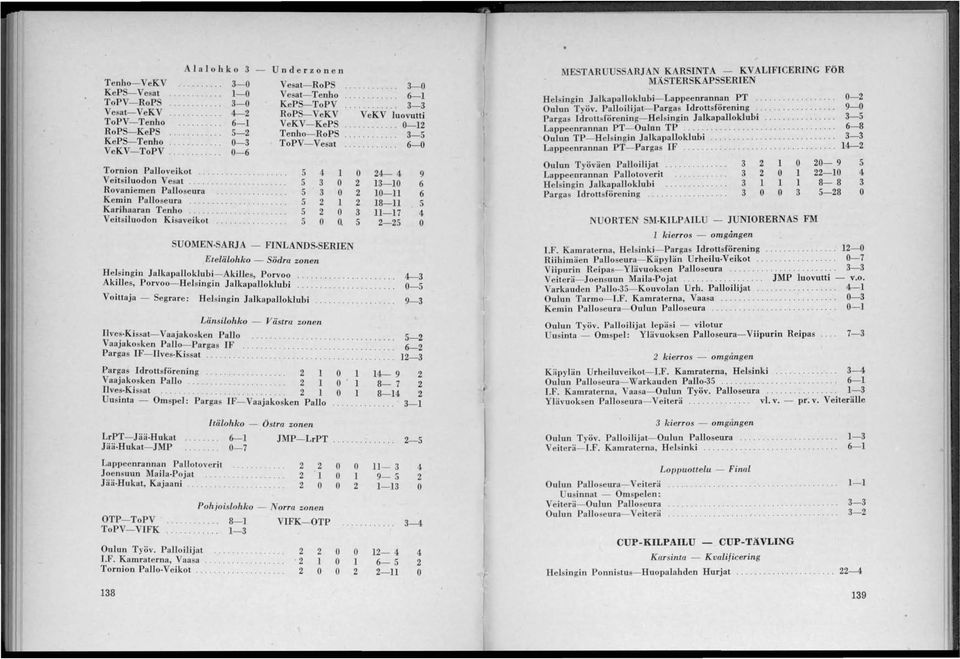 Alalohko 3 — Underzonen
Tenho—VeKV .......... 3—0
KePS—Vesat .......... 1—0
ToPV—RoPS .......... 3—0
Vesat—VeKV .......... 4—2
ToPV—Tenho .......... 6—1
RoPS—KePS .......... 5—2
KePS—Tenho .......... 0—3
VeKV—ToPV .......... 0—6
Vesat—RoPS .......... 3—0
Vesat—Tenho .......... 6—1
KePS—ToPV .......... 3—3
RoPS—VeKV VeKV luovutti
VeKV—KePS .......... 0—12
Tenho—RoPS .......... 3—5
ToPV—Vesat .......... 6—0
Tornion Palloveikot .......... 5 4 1 0 24— 4 9
Veitsiluodon Vesat .......... 5 3 0 2 13—10 6
Rovaniemen Palloseura .......... 5 3 0 2 10—11 6
Kemin Palloseura .......... 5 2 1 2 18—11 5
Karihaaran Tenho .......... 5 2 0 3 11—17 4
Veitsiluodon Kisaveikot .......... 5 0 0 5 2—25 0
SUOMEN-SARJA — FINLANDS-SERIEN
Etelälohko — Södra zonen
Helsingin Jalkapalloklubi—Akilles, Porvoo .......... 4—3
Akilles, Porvoo—Helsingin Jalkapalloklubi .......... 0—5
Voittaja — Segrare: Helsingin Jalkapalloklubi .......... 9—3
Länsilohko — Västra zonen
Ilves-Kissat—Vaajakosken Pallo .......... 5—2
Vaajakosken Pallo—Pargas IF .......... 6—2
Pargas IF—Ilves-Kissat .......... 12—3
Pargas Idrottsförening .......... 2 1 0 1 14— 9 2
Vaajakosken Pallo .......... 2 1 0 1 8— 7 2
Ilves-Kissat .......... 2 1 0 1 8—14 2
Uusinta — Omspel: Pargas IF—Vaajakosken Pallo .......... 3—1
Itälohko — Östra zonen
LrPT—Jää-Hukat .......... 6—1 JMP—LrPT .......... 2—5
Jää-Hukat—JMP .......... 0—7
Lappeenrannan Pallotoverit .......... 2 2 0 0 11— 3 4
Joensuun Maila-Pojat .......... 2 1 0 1 9— 5 2
Jää-Hukat, Kajaani .......... 2 0 0 2 1—13 0
Pohjoislohko — Norra zonen
OTP—ToPV .......... 8—1 VIFK—OTP .......... 3—4
ToPV—VIFK .......... 1—3
Oulun Työv. Palloilijat .......... 2 2 0 0 12— 4 4
I.F. Kamraterna, Vaasa .......... 2 1 0 1 6— 5 2
Tornion Pallo-Veikot .......... 2 0 0 2 2—11 0
138
MESTARUUSSARJAN KARSINTA — KVALIFICERING FÖR
MÄSTERSKAPSSERIEN
Helsingin Jalkapalloklubi—Lappeenrannan PT .......... 0—2
Oulun Työv. Palloilijat—Pargas Idrottsförening .......... 9—0
Pargas Idrottsförening—Helsingin Jalkapalloklubi .......... 3—5
Lappeenrannan PT—Oulun TP .......... 6—8
Oulun TP—Helsingin Jalkapalloklubi .......... 3—3
Lappeenrannan PT—Pargas IF .......... 14—2
Oulun Työväen Palloilijat .......... 3 2 1 0 20— 9 5
Lappeenrannan Pallotoverit .......... 3 2 0 1 22—10 4
Helsingin Jalkapalloklubi .......... 3 1 1 1 8— 8 3
Pargas Idrottsförening .......... 3 0 0 3 5—28 0
NUORTEN SM-KILPAILU — JUNIORERNAS FM
1 kierros — omgången
I.F. Kamraterna, Helsinki—Pargas Idrottsförening .......... 12—0
Riihimäen Palloseura—Käpylän Urheilu-Veikot .......... 0—7
Viipurin Reipas—Ylävuoksen Palloseura .......... 3—3
Veiterä—Joensuun Maila-Pojat .......... JMP luovutti — v.o.
Varkauden Pallo-35—Kouvolan Urh. Palloilijat .......... 4—1
Oulun Tarmo—I.F. Kamraterna, Vaasa .......... 0—3
Kemin Palloseura—Oulun Palloseura .......... 0—1
Oulun Työv. Palloilijat lepäsi — vilotur
Uusinta — Omspel: Ylävuoksen Palloseura—Viipurin Reipas .... 7—3
2 kierros — omgången
Käpylän Urheiluveikot—I.F. Kamraterna, Helsinki .......... 3—4
Oulun Palloseura—Warkauden Pallo-35 .......... 6—1
I.F. Kamraterna, Vaasa—Oulun Työv. Palloilijat .......... 1—3
Ylävuoksen Palloseura—Veiterä .......... vl. v. — pr. v. Veiterälle
3 kierros — omgången
Oulun Työv. Palloilijat—Oulun Palloseura .......... 1—3
Veiterä—I.F. Kamraterna, Helsinki .......... 6—1
Loppuottelu — Final
Oulun Palloseura—Veiterä .......... 1—1
Uusinnat — Omspelen:
Veiterä—Oulun Palloseura .......... 3—3
Oulun Palloseura—Veiterä .......... 3—2
CUP-KILPAILU — CUP-TÄVLING
Karsinta — Kvalificering
Helsingin Ponnistus—Huopalahden Hurjat .......... 22—4
139